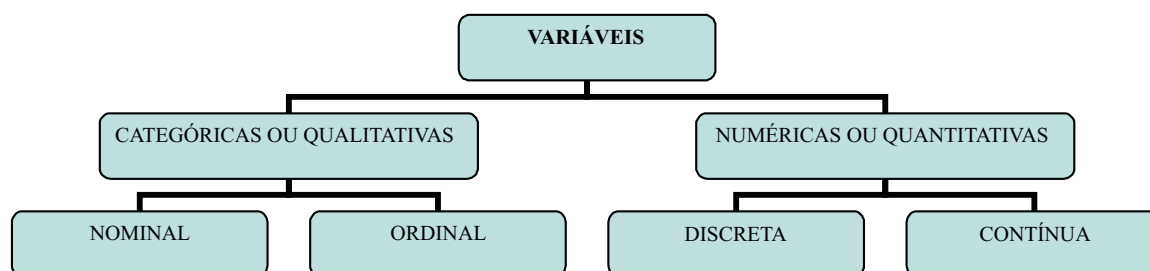 VARIÁVEIS
CATEGÓRICAS OU QUALITATIVAS
NUMÉRICAS OU QUANTITATIVAS
NOMINAL
ORDINAL
DISCRETA
CONTÍNUA